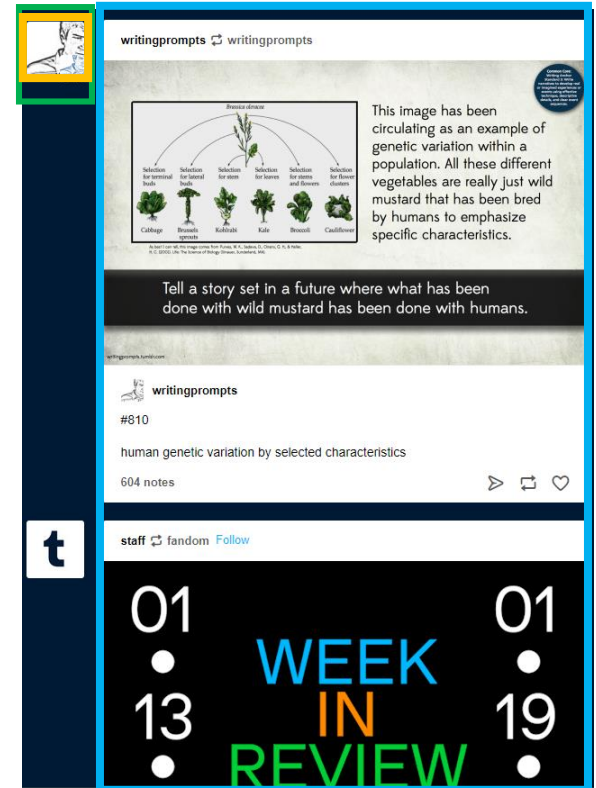 writingprompts writingprompts
Common Core:
Brassica oleracea
Selection for terminal buds
Selection for lateral buds
Selection for stem
Selection for leaves
Selection for stems and flowers
Selection for flower clusters
Cabbage
Brussels sprouts
Kohlrabi
Kale
Broccoli
Cauliflower
This image has been
circulating as an example of
genetic variation within a
population. All these different
vegetables are really just wild
mustard that has been bred
by humans to emphasize
specific characteristics.
Tell a story set in a future where what has been
done with wild mustard has been done with humans.
writingprompts.tumblr.com
writingprompts
#810
human genetic variation by selected characteristics
604 notes
t
staff fandom Follow
01 01
WEEK
13 IN 19
REVIEW